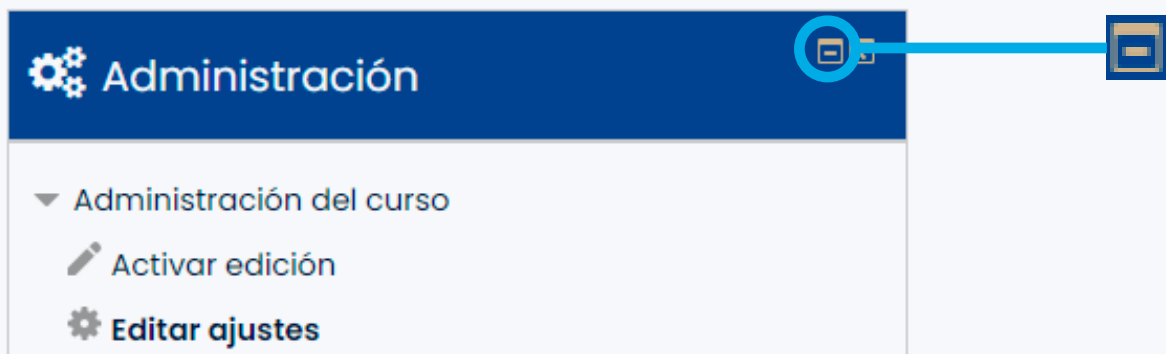 Administración
Administración del curso
Activar edición
Editar ajustes